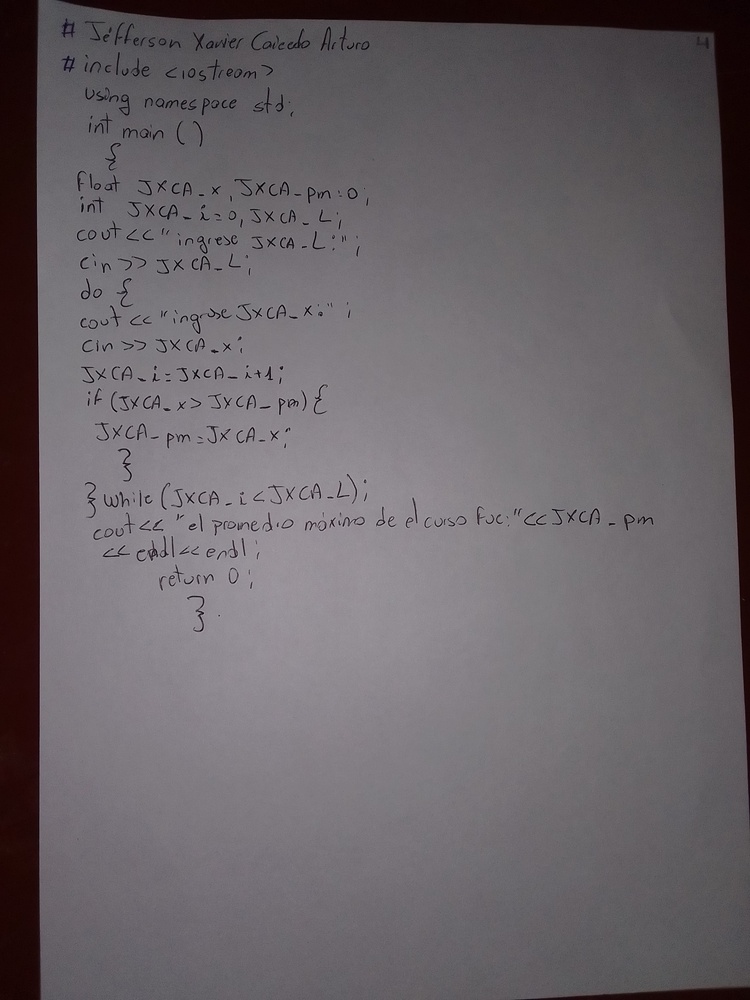 4
# Jéfferson Xavier Caicedo Arturo
# include <iostream>
using namespace std;
int main ()
{
float JXCA_x, JXCA_pm=0;
int JXCA_i=0, JXCA_L;
cout << "ingrese JXCA_L:";
cin >> JXCA_L;
do {
cout << "ingrese JXCA_x:";
cin >> JXCA_x;
JXCA_i=JXCA_i+1;
if (JXCA_x> JXCA_pm) {
JXCA_pm=JXCA_x;
}
} while (JXCA_i<JXCA_L);
cout<< "el promedio máximo de el curso fue:"<<JXCA_pm
<< endl<< endl;
return 0;
}